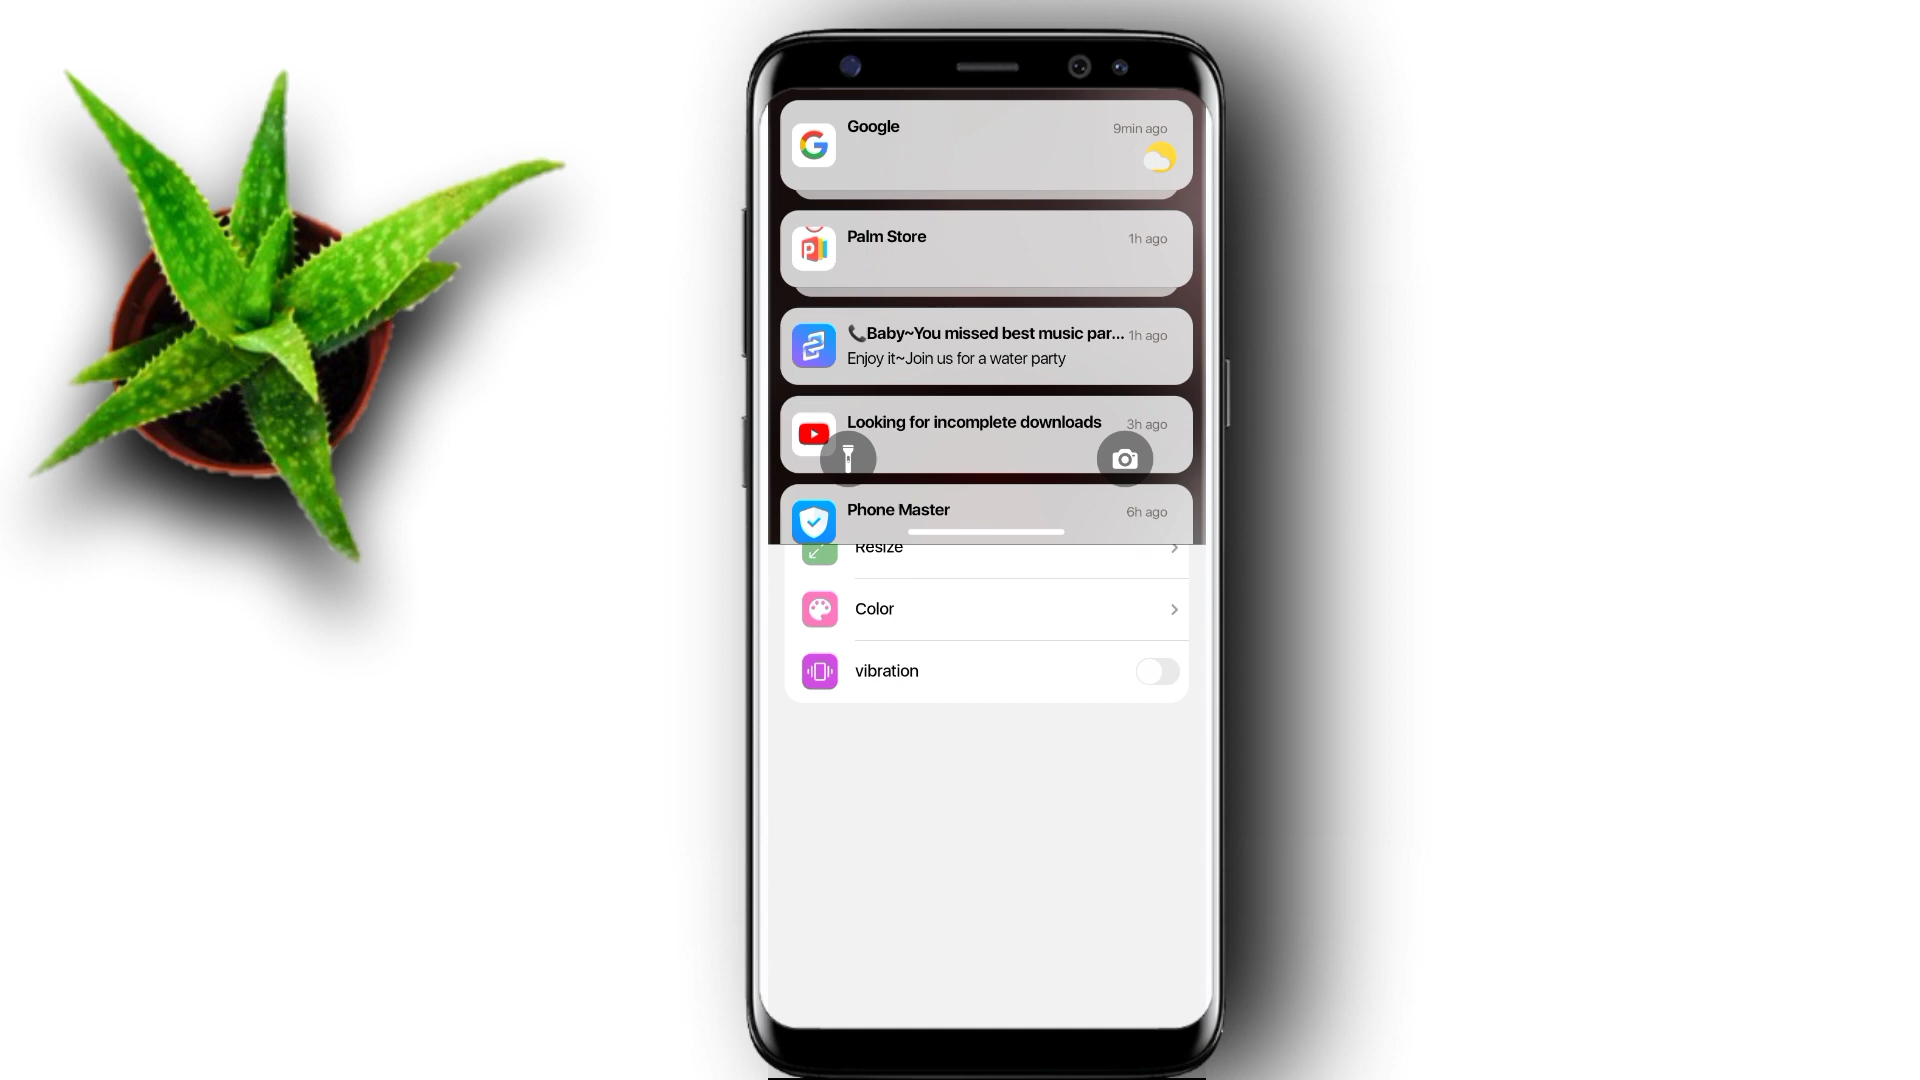 Google
9min ago
Palm Store
1h ago
📞Baby~You missed best music par... 1h ago
Enjoy it~Join us for a water party
Looking for incomplete downloads
3h ago
Phone Master
6h ago
Resize
Color
vibration